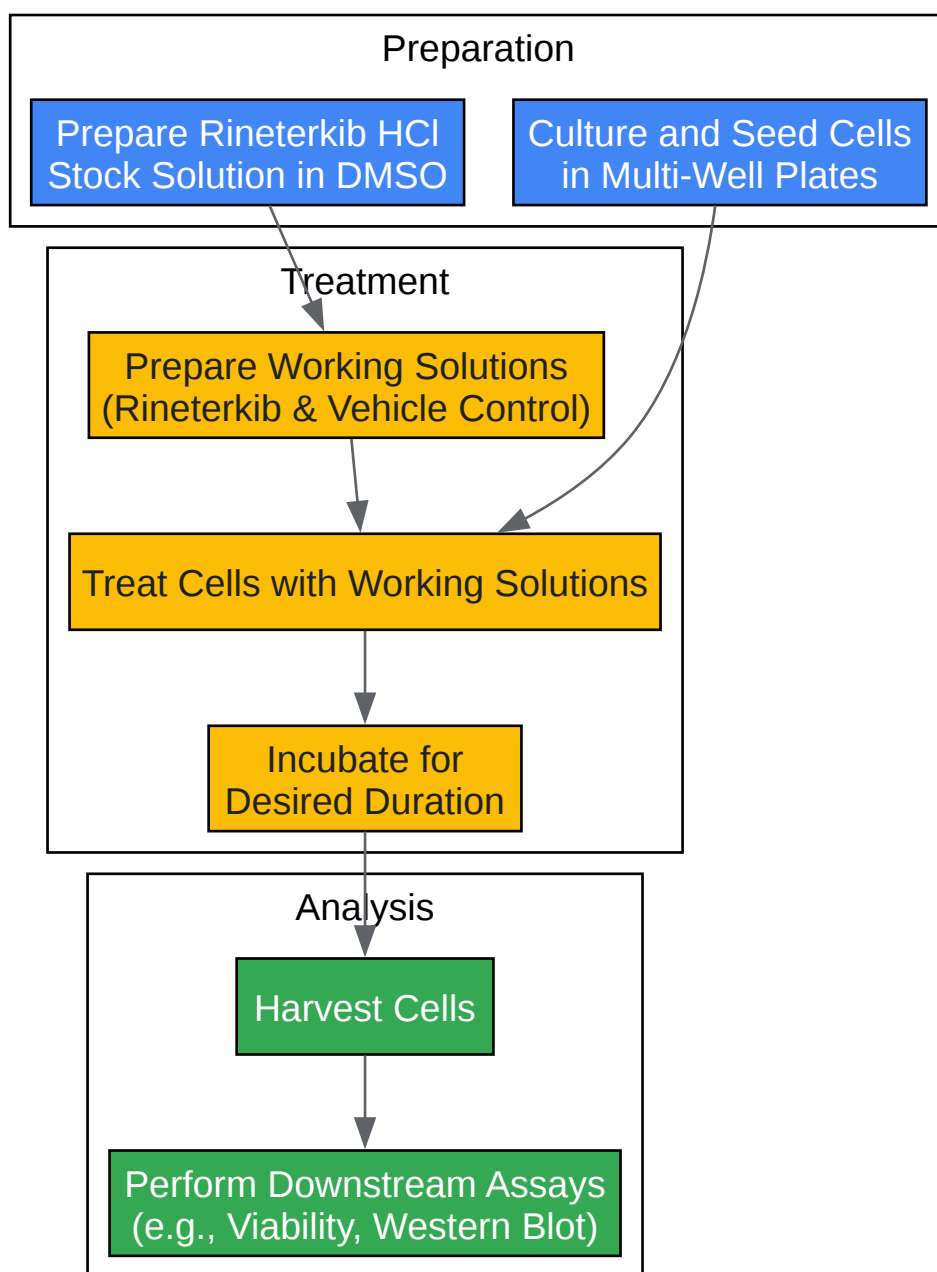 Preparation
Prepare Rineterkib HCl
Stock Solution in DMSO
Culture and Seed Cells
in Multi-Well Plates
Treatment
Prepare Working Solutions
(Rineterkib & Vehicle Control)
Treat Cells with Working Solutions
Incubate for
Desired Duration
Analysis
Harvest Cells
Perform Downstream Assays
(e.g., Viability, Western Blot)